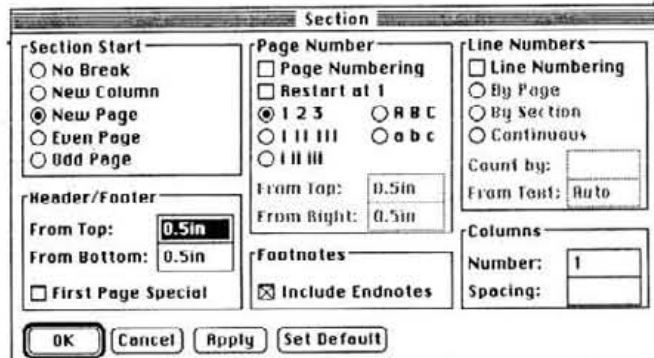 Section
Section Start
No Break
New Column
New Page
Even Page
Odd Page
Header/Footer
From Top: 0.5in
From Bottom: 0.5in
First Page Special
Page Number
Page Numbering
Restart at 1
1 2 3 A B C
I II III a b c
i ii iii
From Top: 0.5in
From Right: 0.5in
Footnotes
Include Endnotes
Line Numbers
Line Numbering
By Page
By Section
Continuous
Count by:
From Text: Auto
Columns
Number: 1
Spacing:
OK Cancel Apply Set Default